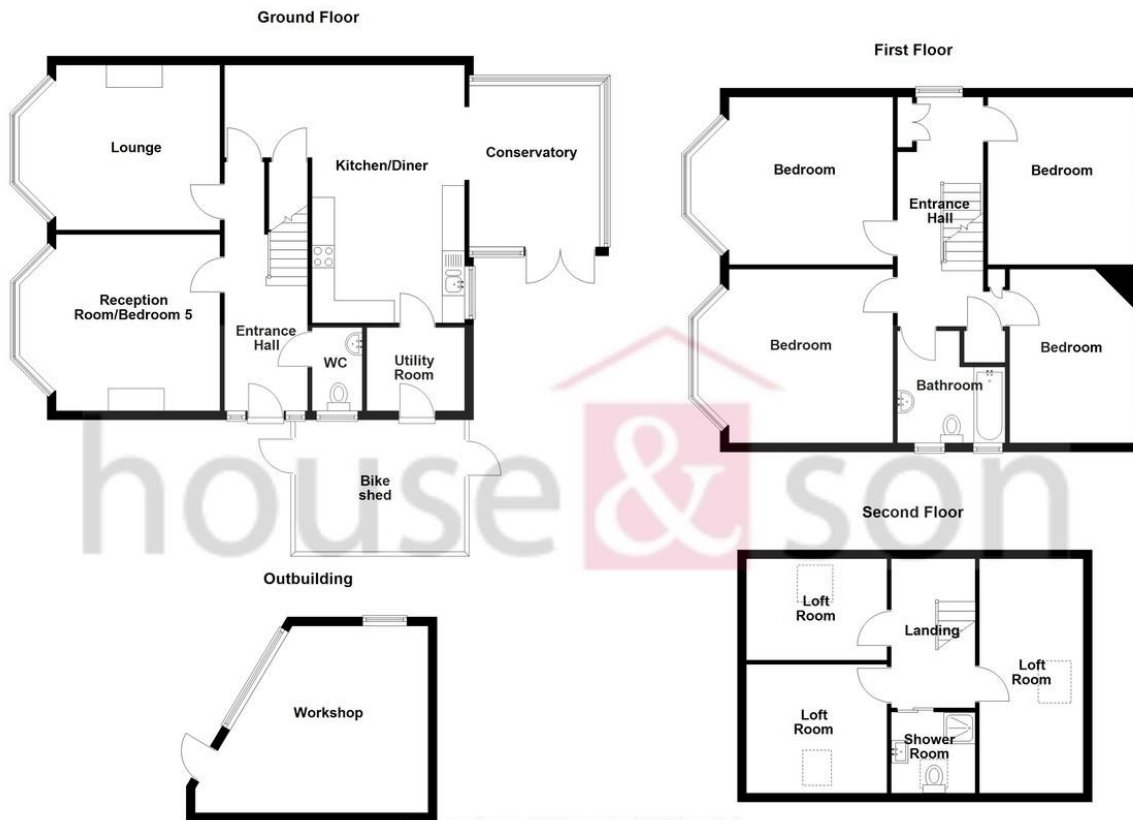 Ground Floor
Lounge
Kitchen/Diner
Conservatory
Reception
Room/Bedroom 5
Entrance
Hall
WC
Utility
Room
Bike
shed
First Floor
Bedroom
Bedroom
Entrance
Hall
Bedroom
Bedroom
Bathroom
house & son
Outbuilding
Workshop
Second Floor
Loft
Room
Landing
Loft
Room
Loft
Room
Shower
Room